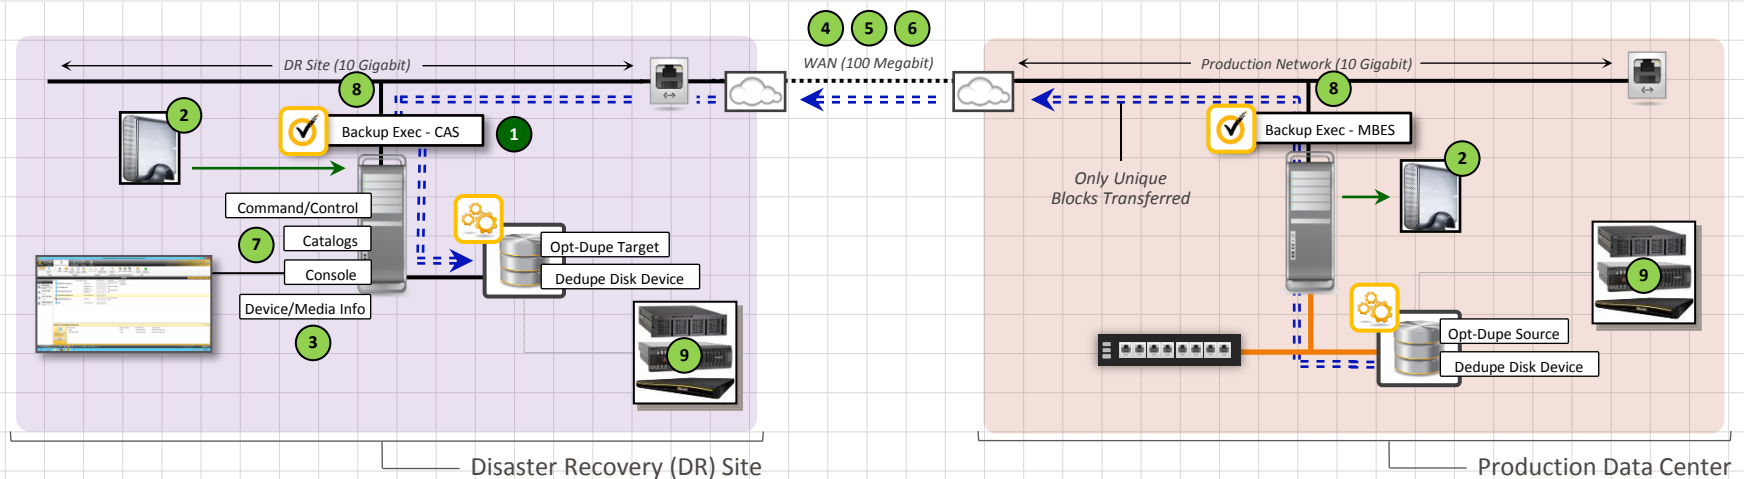 4 5 6
DR Site (10 Gigabit)
WAN (100 Megabit)
Production Network (10 Gigabit)
8
8
2
Backup Exec - CAS
1
Backup Exec - MBES
2
Only Unique
Blocks Transferred
Command/Control
7
Catalogs
Opt-Dupe Target
Console
Dedupe Disk Device
9
Device/Media Info
3
9
Opt-Dupe Source
Dedupe Disk Device
Disaster Recovery (DR) Site
Production Data Center